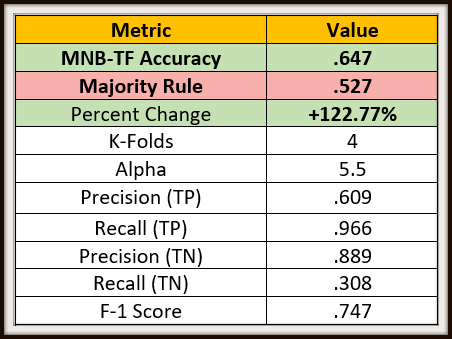 Metric Value
MNB-TF Accuracy .647
Majority Rule .527
Percent Change +122.77%
K-Folds 4
Alpha 5.5
Precision (TP) .609
Recall (TP) .966
Precision (TN) .889
Recall (TN) .308
F-1 Score .747